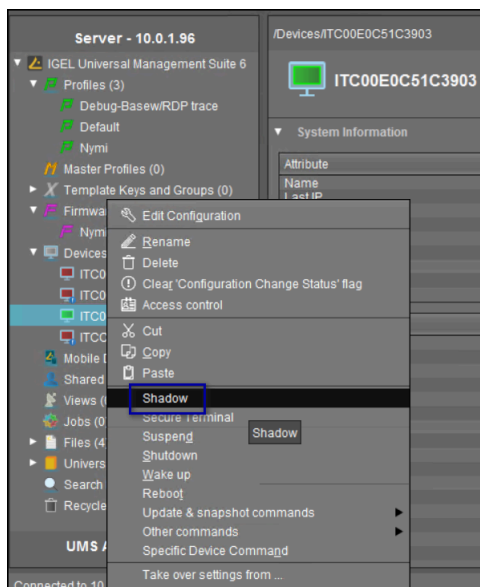 Server - 10.0.1.96
/Devices/ITC00E0C51C3903
IGEL Universal Management Suite 6
ITC00E0C51C3903
Profiles (3)
Debug-Basew/RDP trace
System Information
Default
Nymi
Attribute
Master Profiles (0)
Name
Template Keys and Groups (0)
Last IP
Edit Configuration
Rename
Devices
Delete
ITC0
Clear 'Configuration Change Status' flag
ITC0
Access control
ITC0
Cut
Copy
Mobile
Paste
Shared
Shadow
Views
Secure Terminal
Jobs (0
Suspend
Shadow
Files (4
Shutdown
Univers
Wake up
Search
Reboot
Recycle
Update & snapshot commands
Other commands
UMS
Specific Device Command
Take over settings from ...
Connected to 10